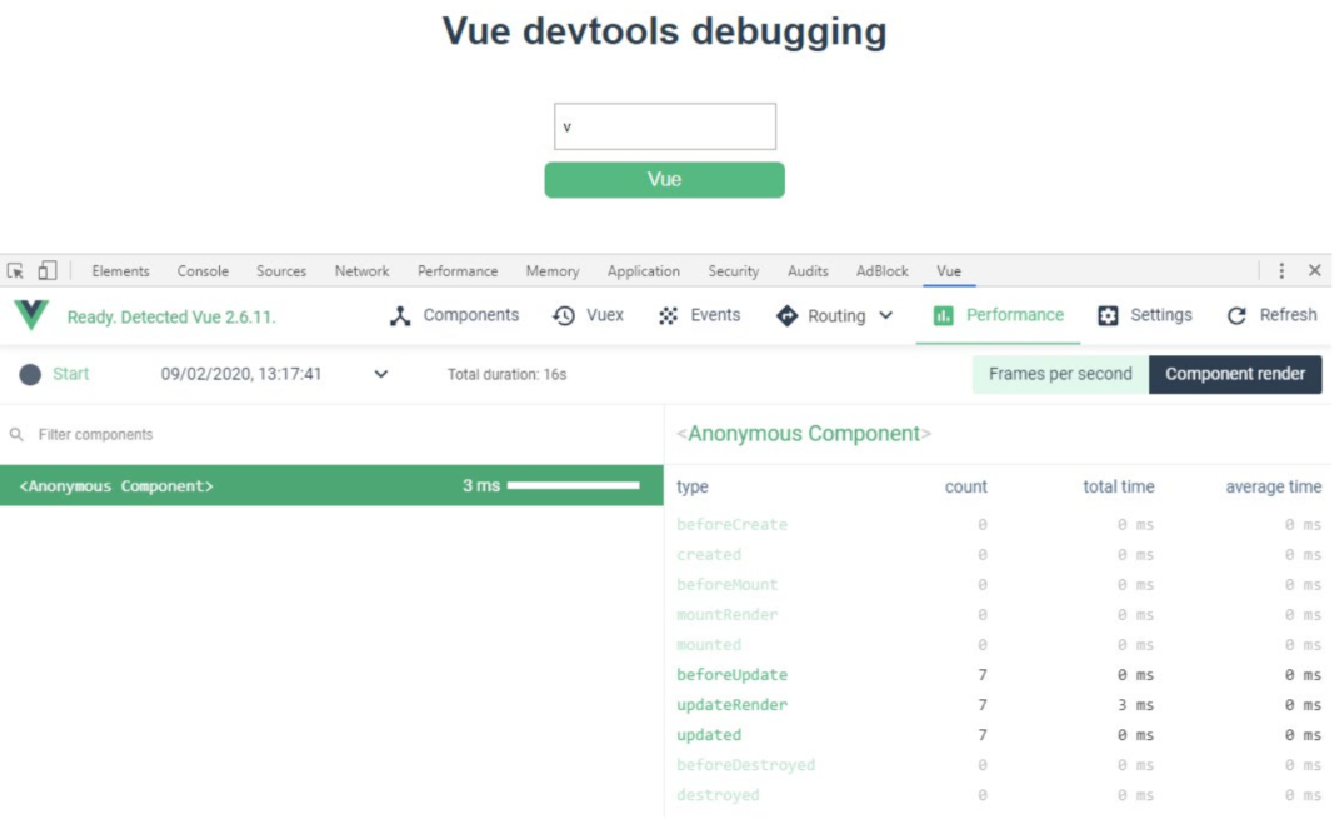 Vue devtools debugging
v
Vue
Elements Console Sources Network Performance Memory Application Security Audits AdBlock Vue
Ready. Detected Vue 2.6.11. Components Vuex Events Routing Performance Settings Refresh
Start 09/02/2020, 13:17:41 Total duration: 16s Frames per second Component render
Filter components
<Anonymous Component>
<Anonymous Component> 3 ms
type count total time average time
beforeCreate 0 0 ms 0 ms
created 0 0 ms 0 ms
beforeMount 0 0 ms 0 ms
mountRender 0 0 ms 0 ms
mounted 0 0 ms 0 ms
beforeUpdate 7 0 ms 0 ms
updateRender 7 3 ms 0 ms
updated 7 0 ms 0 ms
beforeDestroyed 0 0 ms 0 ms
destroyed 0 0 ms 0 ms